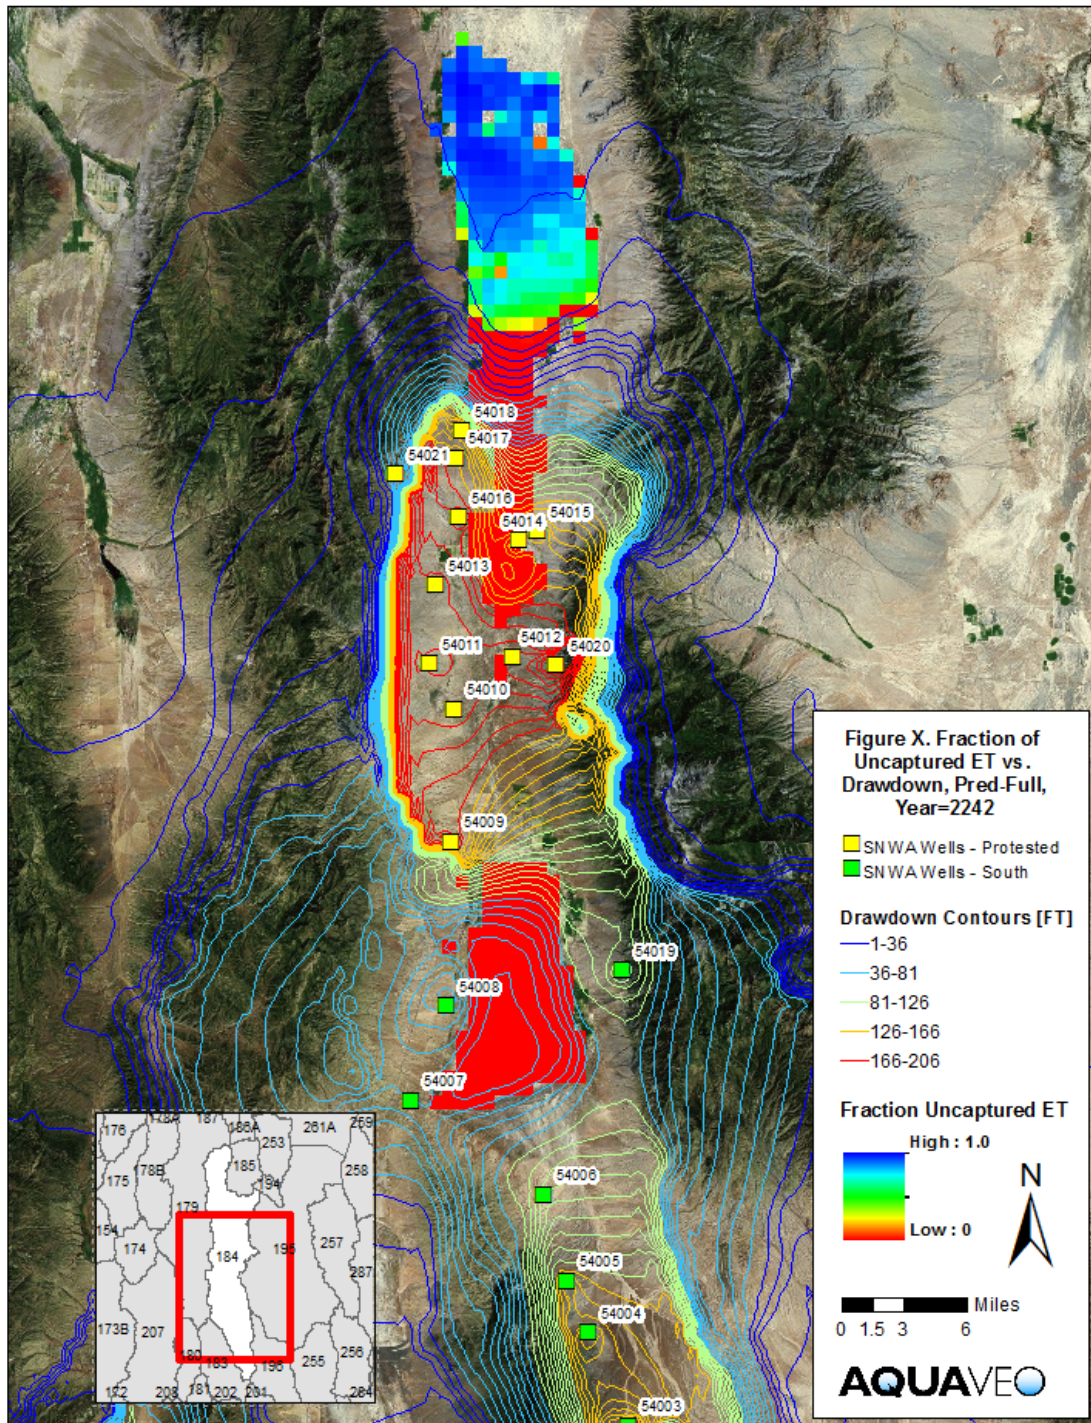 54018
54017
54021
54016
54015
54014
54013
54012
54011
54020
54010
54009
54019
54008
54007
54006
54005
54004
54003
Figure X. Fraction of
Uncaptured ET vs.
Drawdown, Pred-Full,
Year=2242
SNWA Wells - Protested
SNWA Wells - South
Drawdown Contours [FT]
1-36
36-81
81-126
126-166
166-206
Fraction Uncaptured ET
High : 1.0
Low : 0
N
Miles
0 1.5 3 6
AQUAVEO
176
178A
187
186A
253
261A
259
175
178B
185
194
258
179
154
174
184
195
257
287
173B
207
180
183
196
255
256
172
208
181
202
201
284